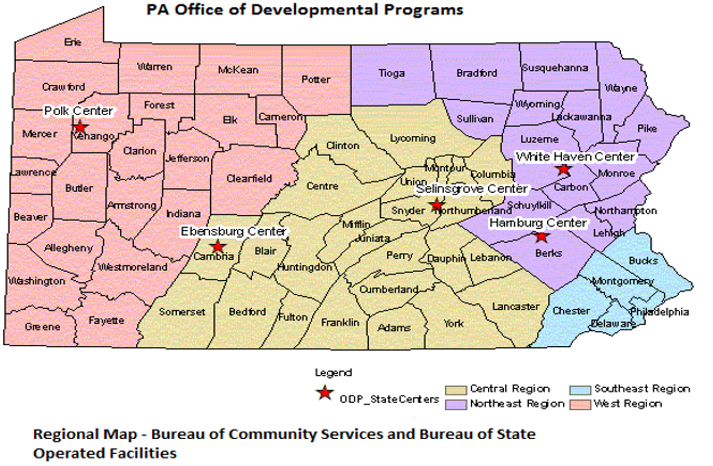 PA Office of Developmental Programs
Erie
Warren
McKean
Potter
Tioga
Bradford
Susquehanna
Wayne
Crawford
Forest
Elk
Cameron
Sullivan
Wyoming
Lackawanna
Pike
Polk Center
Venango
Mercer
Clarion
Jefferson
Clinton
Lycoming
Luzerne
Monroe
White Haven Center
Carbon
Lawrence
Butler
Armstrong
Clearfield
Centre
Union
Montour
Columbia
Selinsgrove Center
Snyder
Northumberland
Schuylkill
Northampton
Lehigh
Beaver
Indiana
Ebensburg Center
Cambria
Blair
Mifflin
Juniata
Hamburg Center
Berks
Allegheny
Westmoreland
Huntingdon
Perry
Dauphin
Lebanon
Bucks
Montgomery
Philadelphia
Washington
Cumberland
Greene
Fayette
Somerset
Bedford
Fulton
Franklin
Adams
York
Lancaster
Chester
Delaware
Legend
ODP_StateCenters
Central Region
Southeast Region
Northeast Region
West Region
Regional Map - Bureau of Community Services and Bureau of State
Operated Facilities